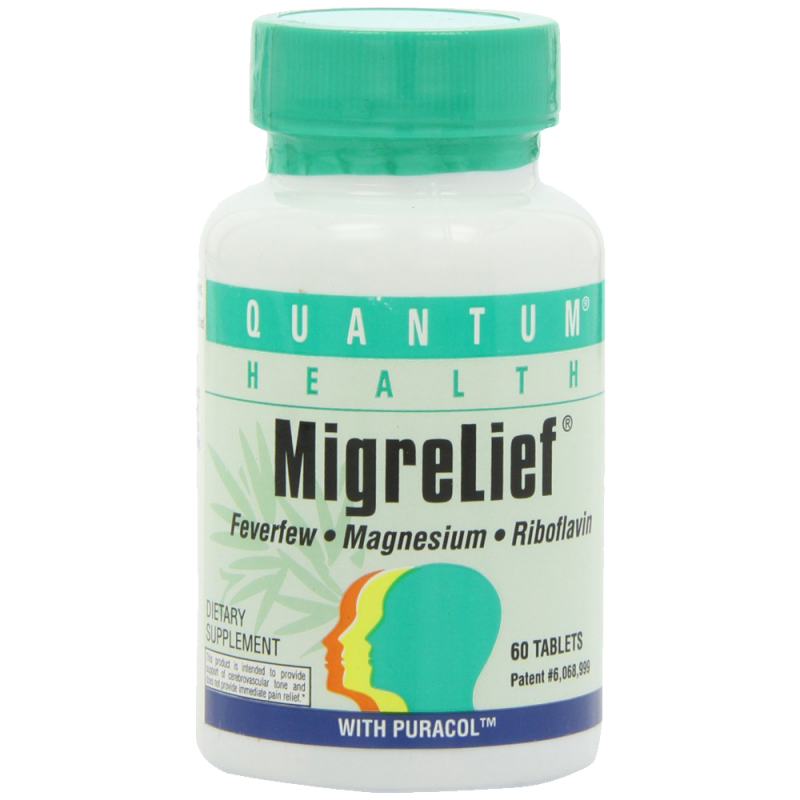 QUANTUM®
HEALTH
MigreLief®
Feverfew • Magnesium • Riboflavin
DIETARY
SUPPLEMENT
This product is intended to provide
support of cerebrovascular tone and
does not provide immediate pain relief.*
60 TABLETS
Patent #6,068,999
WITH PURACOL™